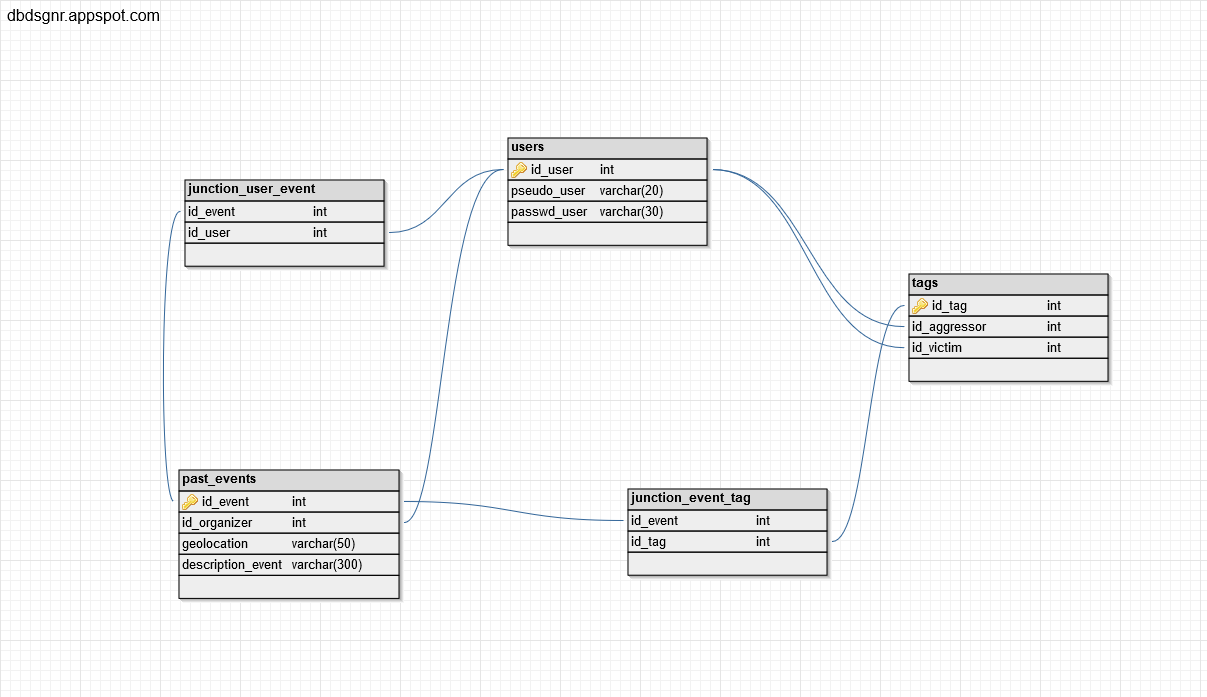 dbdsgnr.appspot.com
users
id_user int
pseudo_user varchar(20)
passwd_user varchar(30)
junction_user_event
id_event int
id_user int
tags
id_tag int
id_aggressor int
id_victim int
past_events
id_event int
id_organizer int
geolocation varchar(50)
description_event varchar(300)
junction_event_tag
id_event int
id_tag int